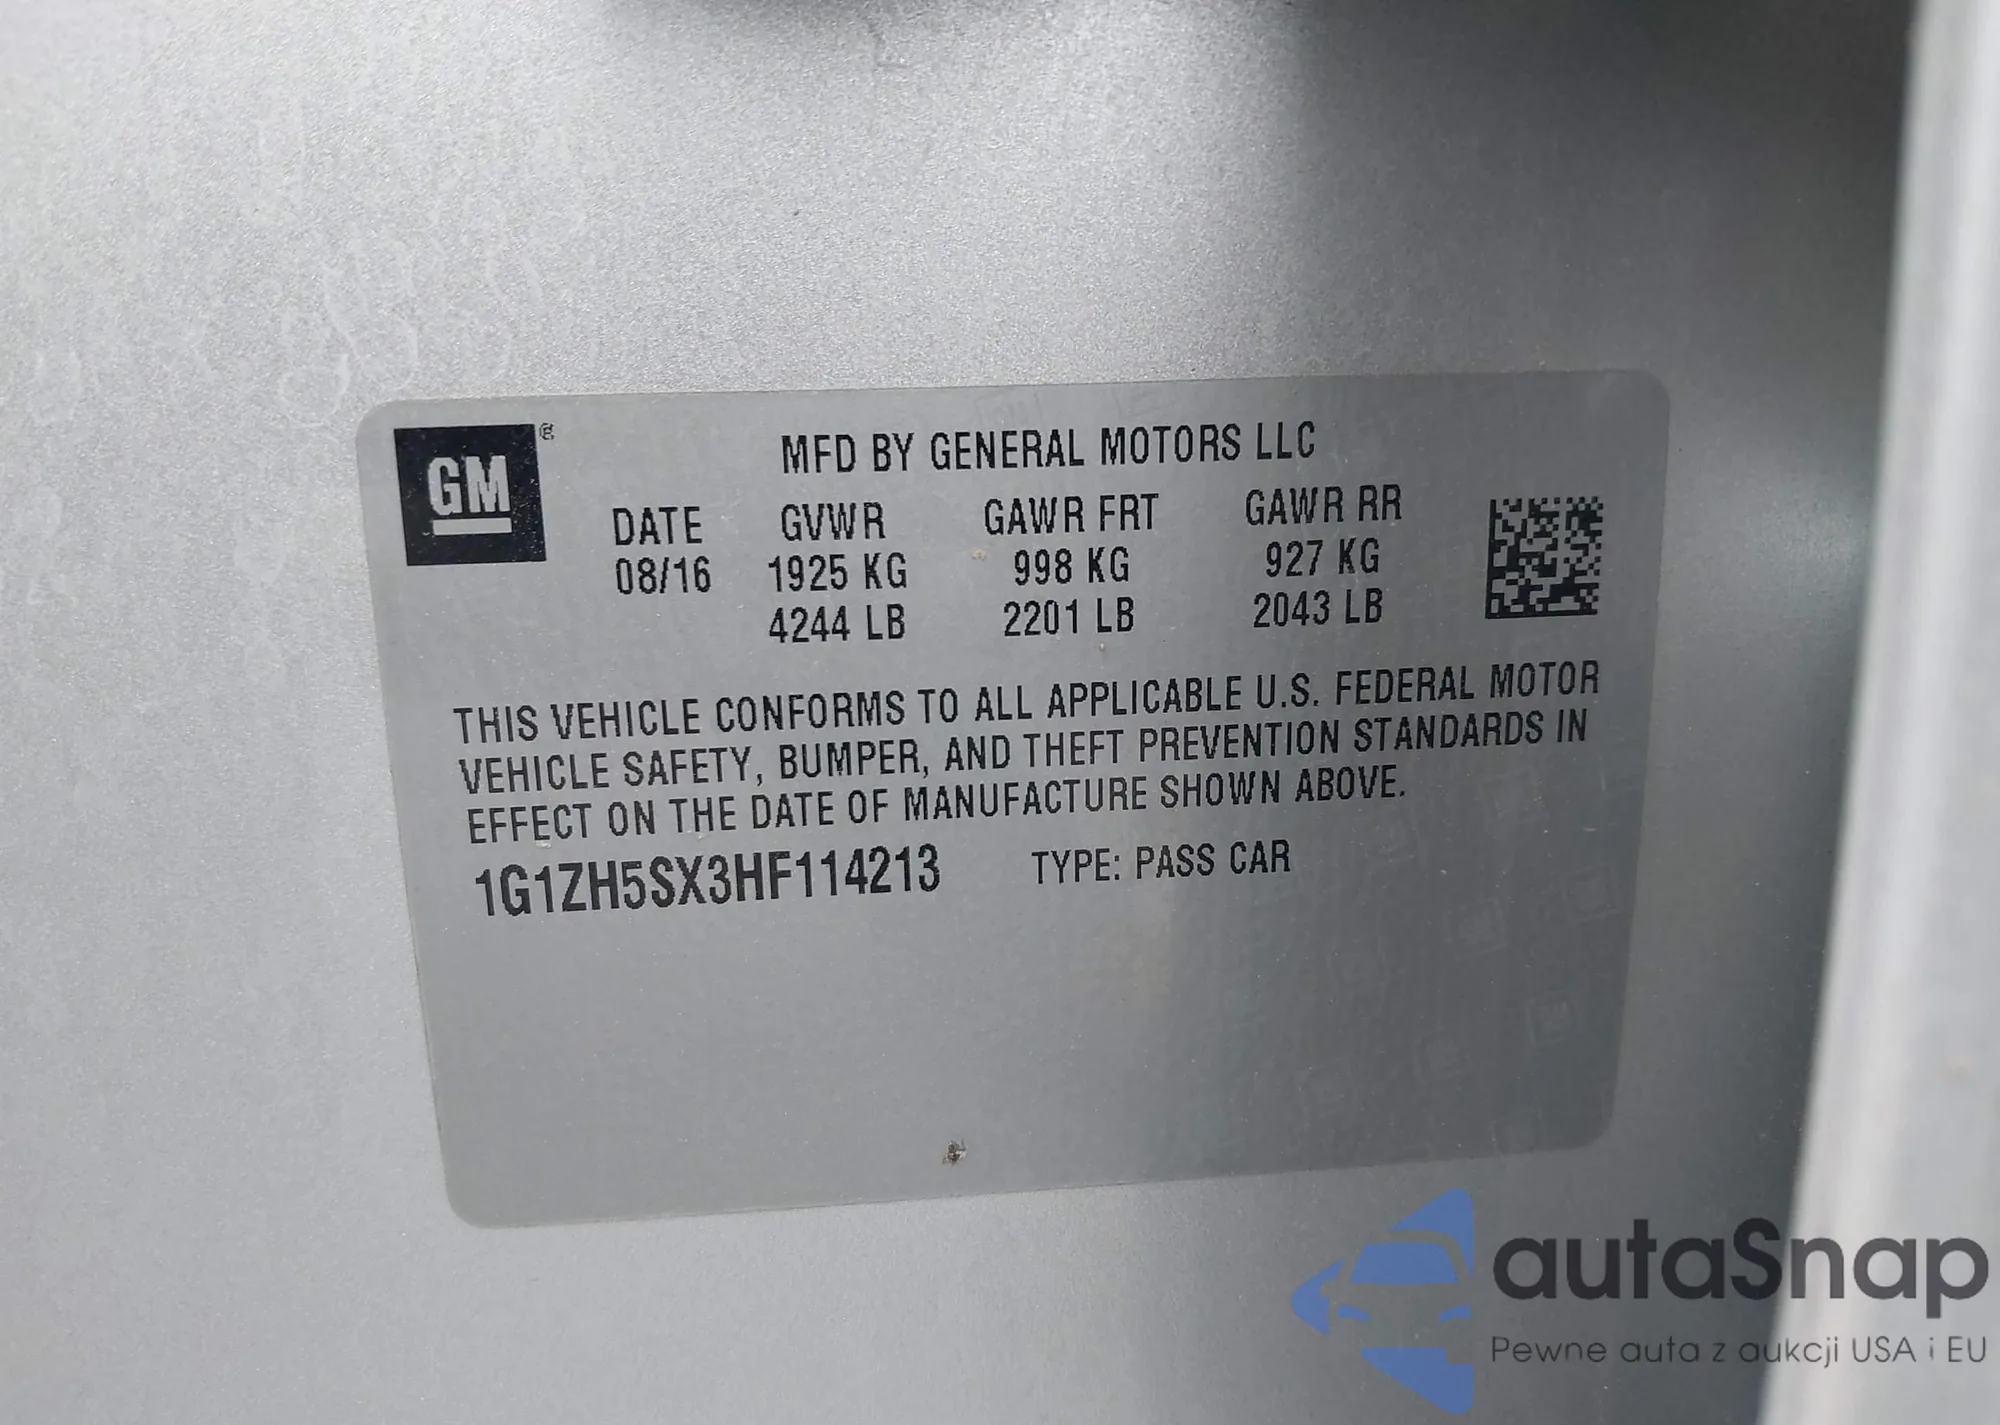 GM
MFD BY GENERAL MOTORS LLC
DATE GVWR GAWR FRT GAWR RR
08/16 1925 KG 998 KG 927 KG
4244 LB 2201 LB 2043 LB
THIS VEHICLE CONFORMS TO ALL APPLICABLE U.S. FEDERAL MOTOR
VEHICLE SAFETY, BUMPER, AND THEFT PREVENTION STANDARDS IN
EFFECT ON THE DATE OF MANUFACTURE SHOWN ABOVE.
1G1ZH5SX3HF114213 TYPE: PASS CAR
autaSnap
Pewne auta z aukcji USA i EU